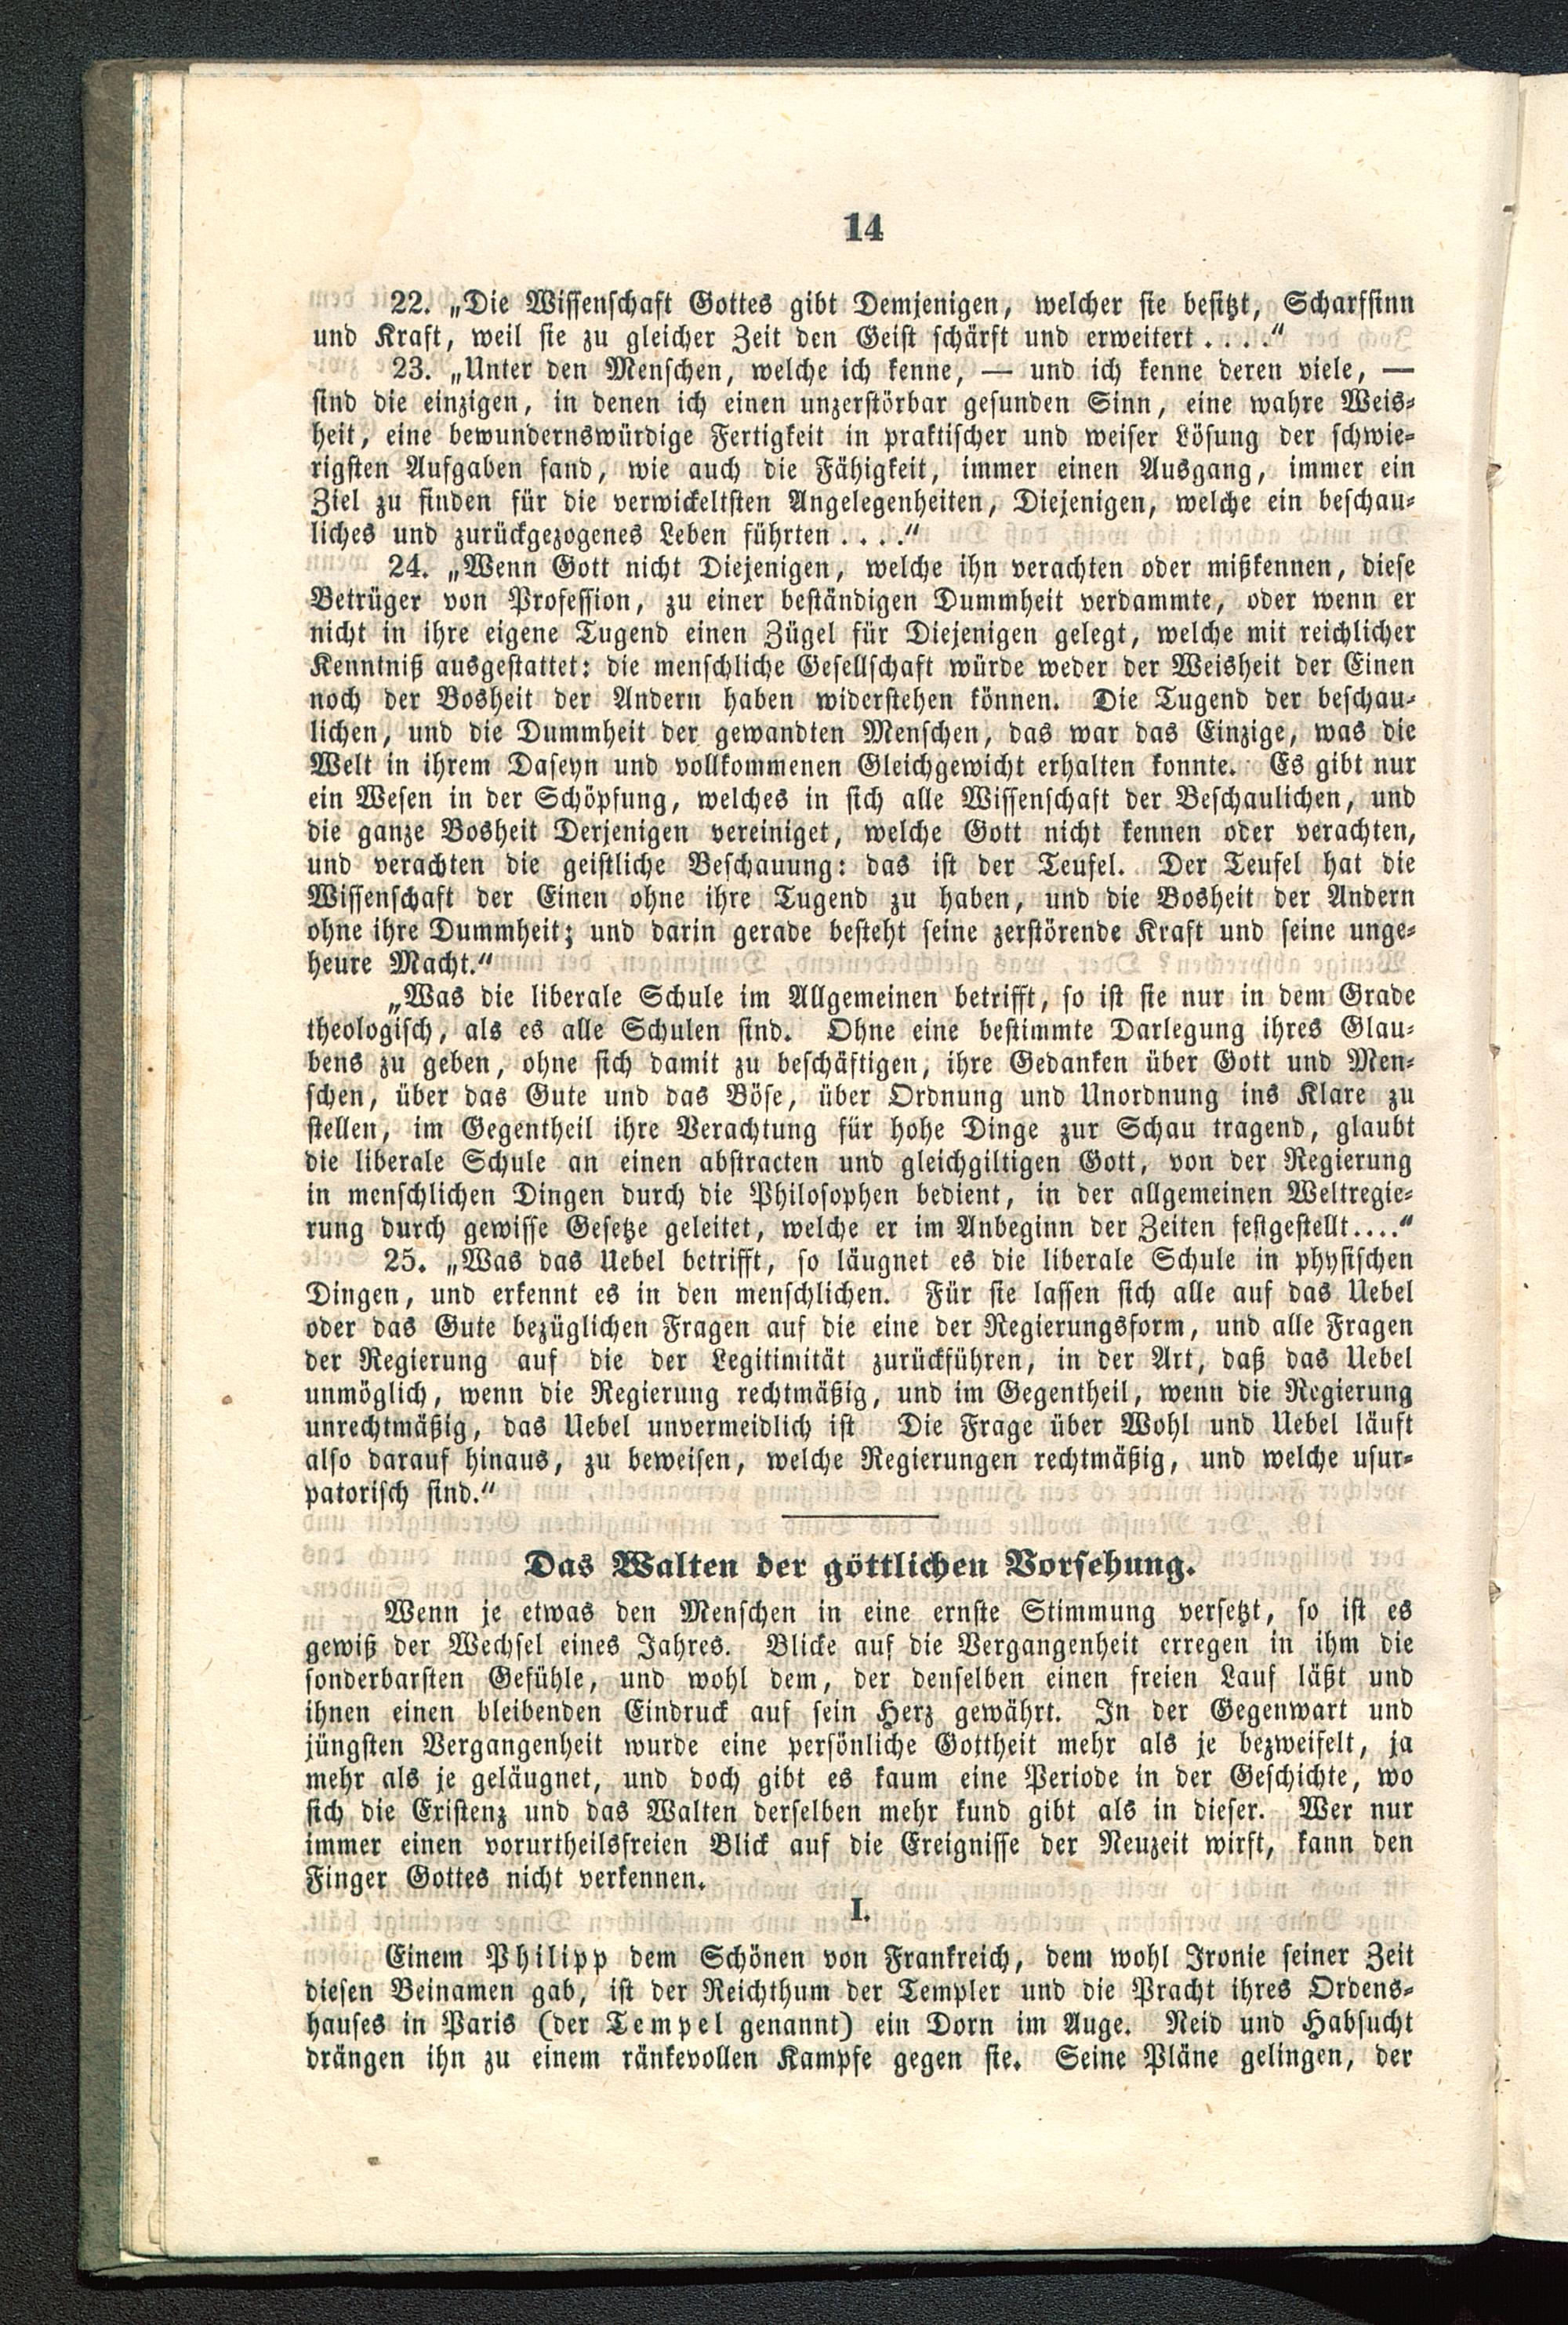 14
22. „Die Wissenschaft Gottes gibt Demjenigen, welcher sie besitzt, Scharfsinn
und Kraft, weil sie zu gleicher Zeit den Geist schärft und erweitert . . . .“
23. „Unter den Menschen, welche ich kenne, — und ich kenne deren viele, —
sind die einzigen, in denen ich einen unzerstörbar gesunden Sinn, eine wahre Weis-
heit, eine bewundernswürdige Fertigkeit in praktischer und weiser Lösung der schwie-
rigsten Aufgaben fand, wie auch die Fähigkeit, immer einen Ausgang, immer ein
Ziel zu finden für die verwickeltsten Angelegenheiten, Diejenigen, welche ein beschau-
liches und zurückgezogenes Leben führten . . . .“
24. „Wenn Gott nicht Diejenigen, welche ihn verachten oder mißkennen, diese
Betrüger von Profession, zu einer beständigen Dummheit verdammte, oder wenn er
nicht in ihre eigene Tugend einen Zügel für Diejenigen gelegt, welche mit reichlicher
Kenntniß ausgestattet: die menschliche Gesellschaft würde weder der Weisheit der Einen
noch der Bosheit der Andern haben widerstehen können. Die Tugend der beschau-
lichen, und die Dummheit der gewandten Menschen, das war das Einzige, was die
Welt in ihrem Daseyn und vollkommenen Gleichgewicht erhalten konnte. Es gibt nur
ein Wesen in der Schöpfung, welches in sich alle Wissenschaft der Beschaulichen, und
die ganze Bosheit Derjenigen vereiniget, welche Gott nicht kennen oder verachten,
und verachten die geistliche Beschauung: das ist der Teufel. Der Teufel hat die
Wissenschaft der Einen ohne ihre Tugend zu haben, und die Bosheit der Andern
ohne ihre Dummheit; und darin gerade besteht seine zerstörende Kraft und seine unge-
heure Macht.“
„Was die liberale Schule im Allgemeinen betrifft, so ist sie nur in dem Grade
theologisch, als es alle Schulen sind. Ohne eine bestimmte Darlegung ihres Glau-
bens zu geben, ohne sich damit zu beschäftigen, ihre Gedanken über Gott und Men-
schen, über das Gute und das Böse, über Ordnung und Unordnung ins Klare zu
stellen, im Gegentheil ihre Verachtung für hohe Dinge zur Schau tragend, glaubt
die liberale Schule an einen abstracten und gleichgiltigen Gott, von der Regierung
in menschlichen Dingen durch die Philosophen bedient, in der allgemeinen Weltregie-
rung durch gewisse Gesetze geleitet, welche er im Anbeginn der Zeiten festgestellt....“
25. „Was das Uebel betrifft, so läugnet es die liberale Schule in physischen
Dingen, und erkennt es in den menschlichen. Für sie lassen sich alle auf das Uebel
oder das Gute bezüglichen Fragen auf die eine der Regierungsform, und alle Fragen
der Regierung auf die der Legitimität zurückführen, in der Art, daß das Uebel
unmöglich, wenn die Regierung rechtmäßig, und im Gegentheil, wenn die Regierung
unrechtmäßig, das Uebel unvermeidlich ist Die Frage über Wohl und Uebel läuft
also darauf hinaus, zu beweisen, welche Regierungen rechtmäßig, und welche usur-
patorisch sind.“
Das Walten der göttlichen Vorsehung.
Wenn je etwas den Menschen in eine ernste Stimmung versetzt, so ist es
gewiß der Wechsel eines Jahres. Blicke auf die Vergangenheit erregen in ihm die
sonderbarsten Gefühle, und wohl dem, der denselben einen freien Lauf läßt und
ihnen einen bleibenden Eindruck auf sein Herz gewährt. In der Gegenwart und
jüngsten Vergangenheit wurde eine persönliche Gottheit mehr als je bezweifelt, ja
mehr als je geläugnet, und doch gibt es kaum eine Periode in der Geschichte, wo
sich die Existenz und das Walten derselben mehr kund gibt als in dieser. Wer nur
immer einen vorurtheilsfreien Blick auf die Ereignisse der Neuzeit wirft, kann den
Finger Gottes nicht verkennen.
I.
Einem Philipp dem Schönen von Frankreich, dem wohl Ironie seiner Zeit
diesen Beinamen gab, ist der Reichthum der Templer und die Pracht ihres Ordens-
hauses in Paris (der Tempel genannt) ein Dorn im Auge. Neid und Habsucht
drängen ihn zu einem ränkevollen Kampfe gegen sie. Seine Pläne gelingen, der